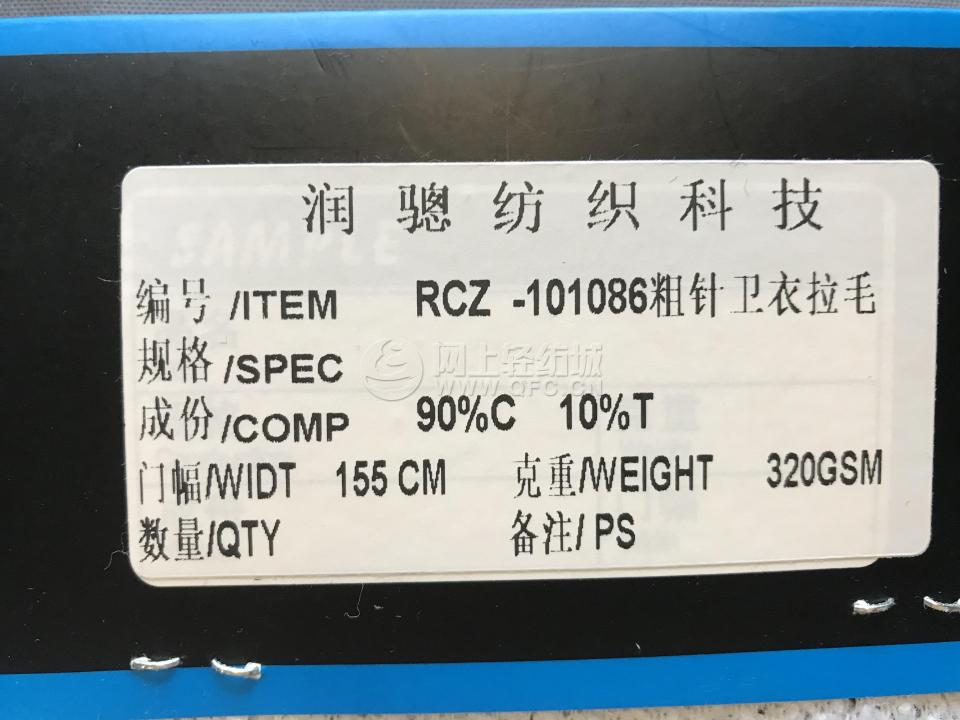 润骢纺织科技
SAMPLE
编号/ITEM RCZ -101086粗针卫衣拉毛
规格/SPEC
网上轻纺城
WWW.QFC.CN
成份/COMP 90%C 10%T
门幅/WIDT 155 CM 克重/WEIGHT 320GSM
数量/QTY 备注/ PS